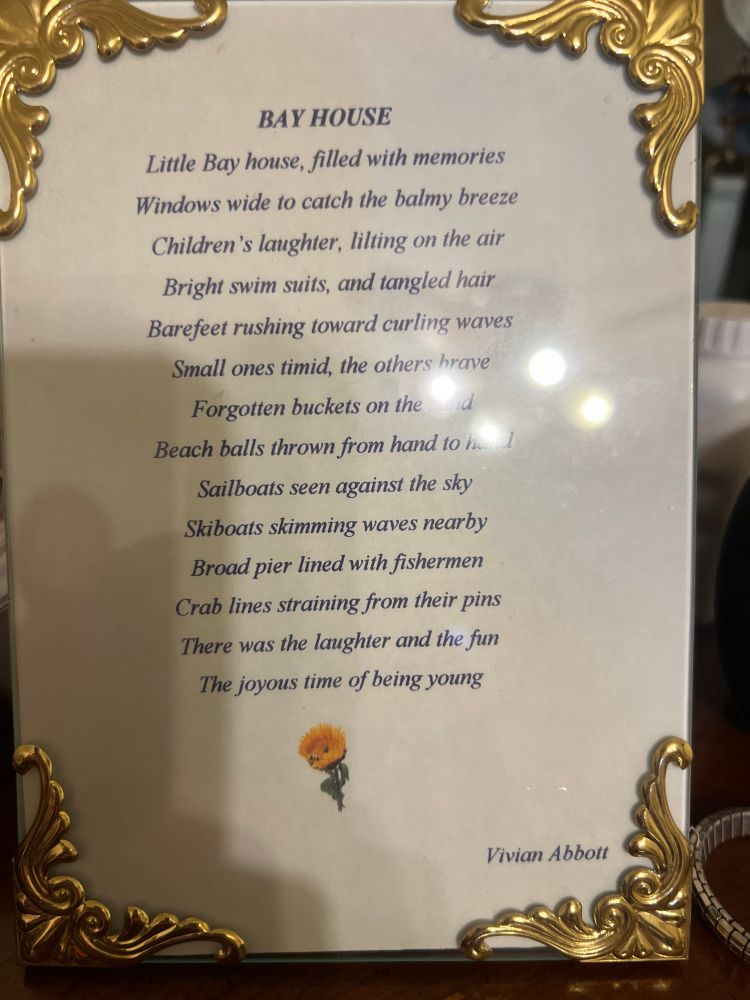 BAY HOUSE
Little Bay house, filled with memories
Windows wide to catch the balmy breeze
Children's laughter, lilting on the air
Bright swim suits, and tangled hair
Barefeet rushing toward curling waves
Small ones timid, the others brave
Forgotten buckets on the sand
Beach balls thrown from hand to hand
Sailboats seen against the sky
Skiboats skimming waves nearby
Broad pier lined with fishermen
Crab lines straining from their pins
There was the laughter and the fun
The joyous time of being young
Vivian Abbott